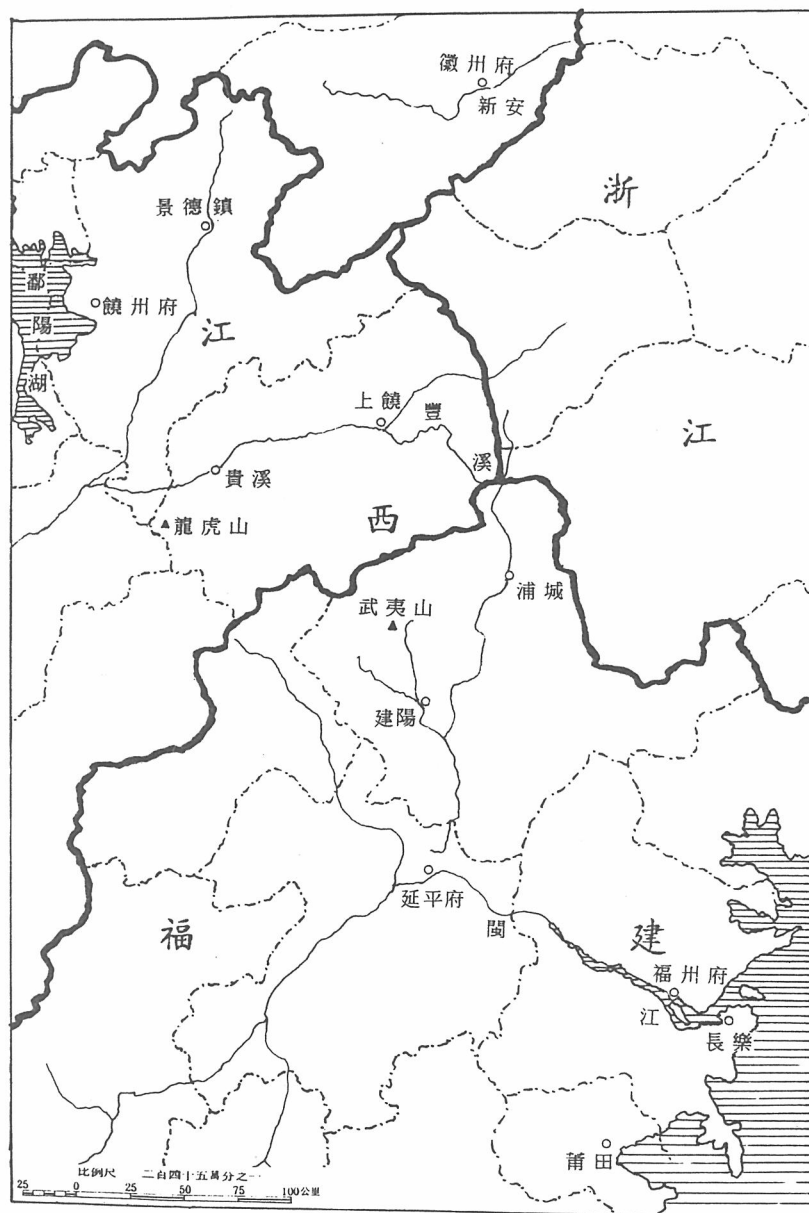 徽州府
新安
浙
景德鎮
鄱陽湖
饒州府
江
上饒
豐溪
江
貴溪
西
龍虎山
浦城
武夷山
建陽
延平府
福
閩
建
福州府
江
長樂
莆田
比例尺 二百四十五萬分之一
25 0 25 50 75 100公里